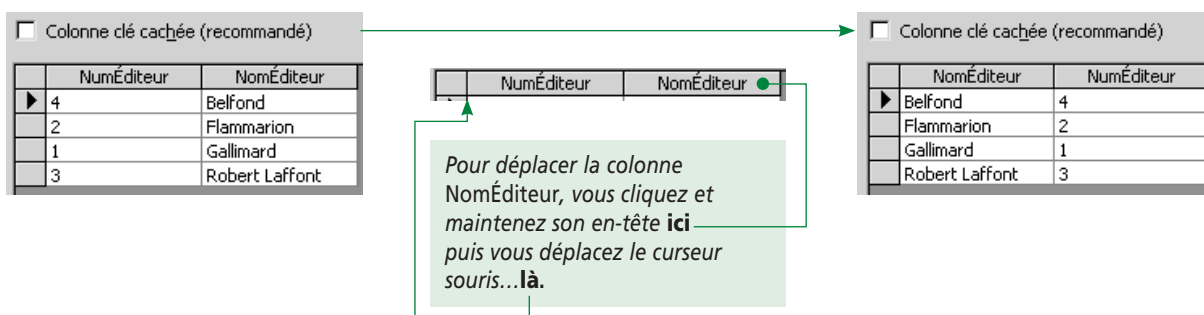 Colonne clé cachée (recommandé)
NumÉditeur NomÉditeur
4 Belfond
2 Flammarion
1 Gallimard
3 Robert Laffont
NumÉditeur NomÉditeur
Pour déplacer la colonne
NomÉditeur, vous cliquez et
maintenez son en-tête ici
puis vous déplacez le curseur
souris…là.
Colonne clé cachée (recommandé)
NomÉditeur NumÉditeur
Belfond 4
Flammarion 2
Gallimard 1
Robert Laffont 3